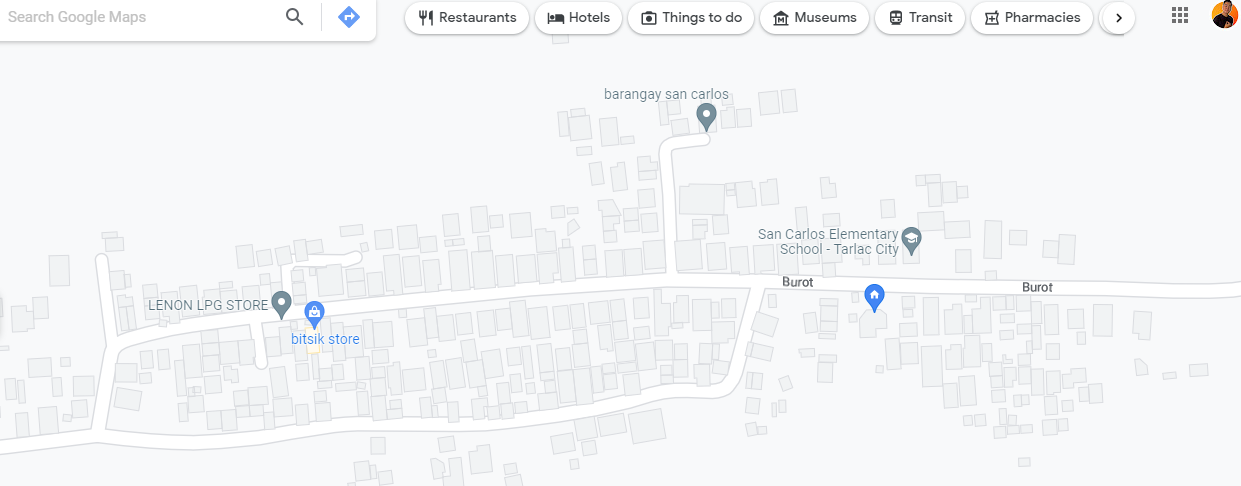 Search Google Maps
Restaurants
Hotels
Things to do
Museums
Transit
Pharmacies
barangay san carlos
San Carlos Elementary
School - Tarlac City
Burot
Burot
LENON LPG STORE
bitsik store